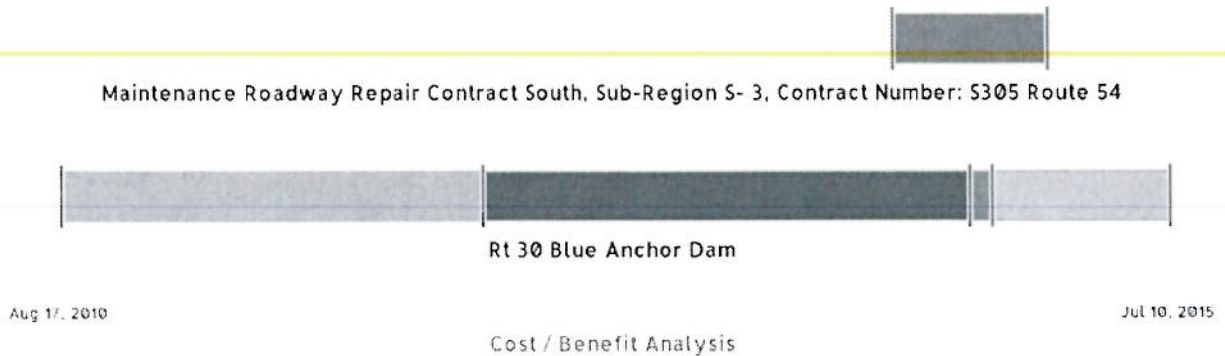 Maintenance Roadway Repair Contract South, Sub-Region S- 3, Contract Number: S305 Route 54
Rt 30 Blue Anchor Dam
Aug 17, 2010
Jul 10, 2015
Cost / Benefit Analysis